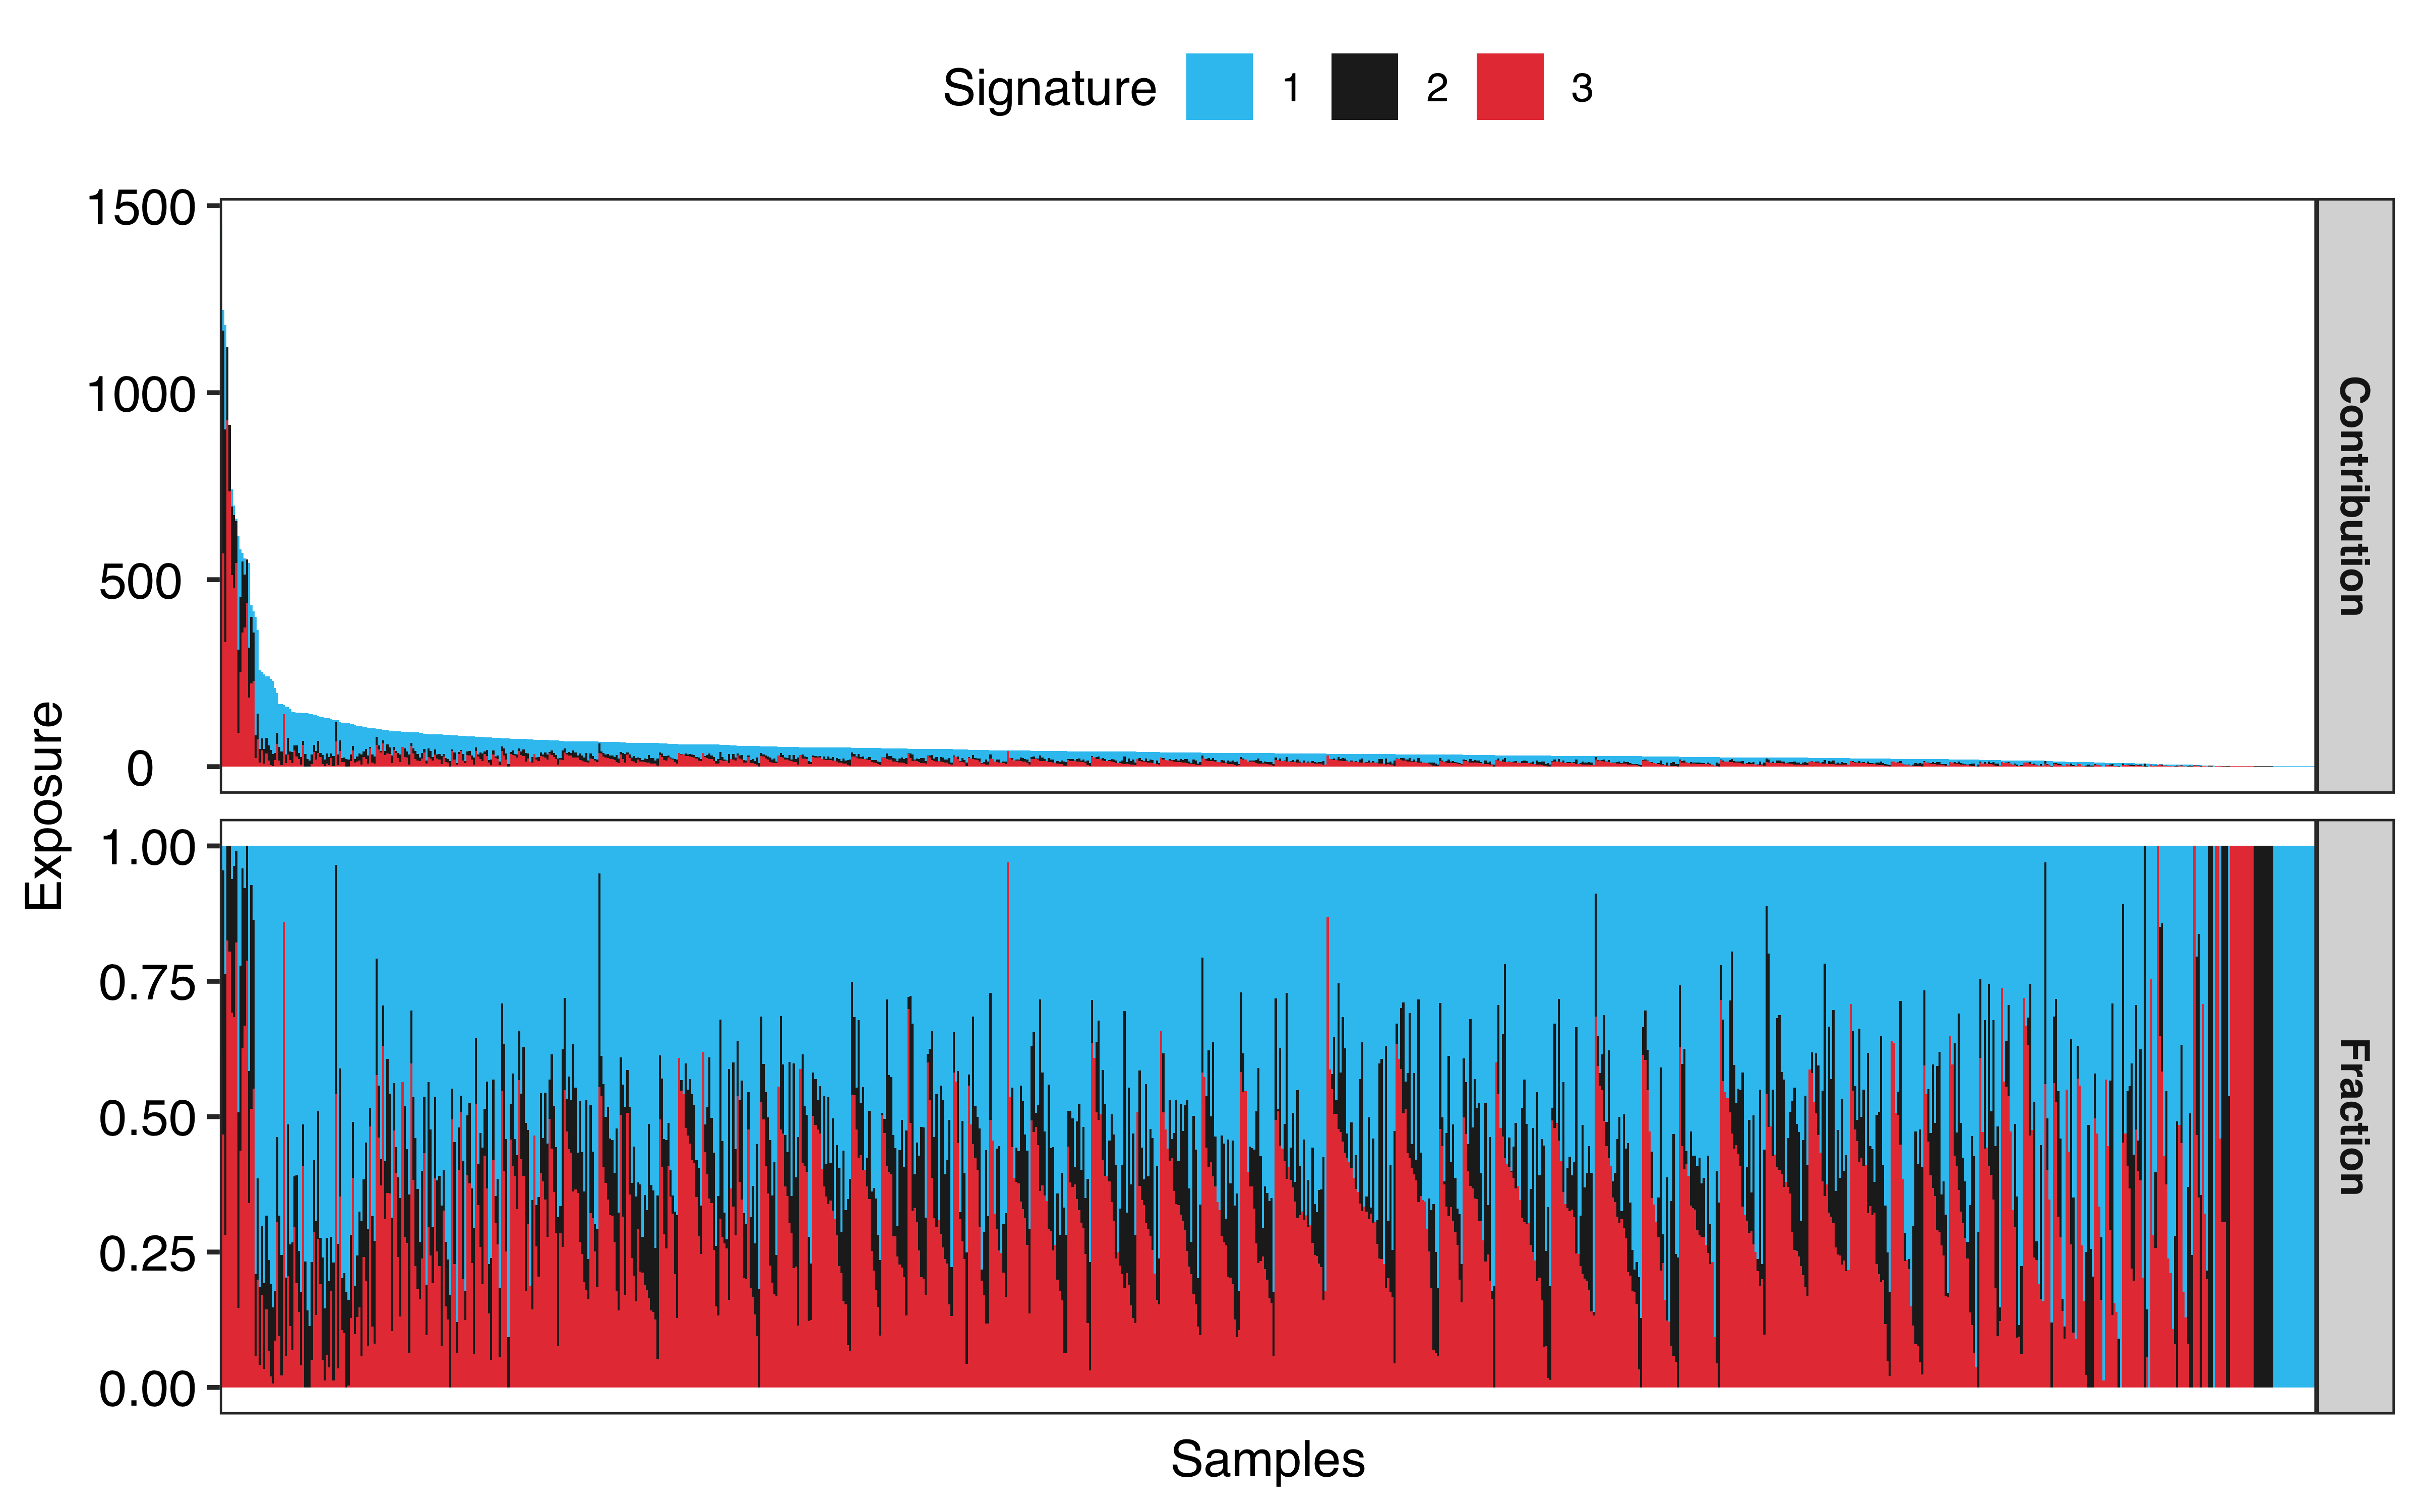 Signature 1 2 3
1500
1000
500
0
Contribution
Exposure
1.00
0.75
0.50
0.25
0.00
Fraction
Samples